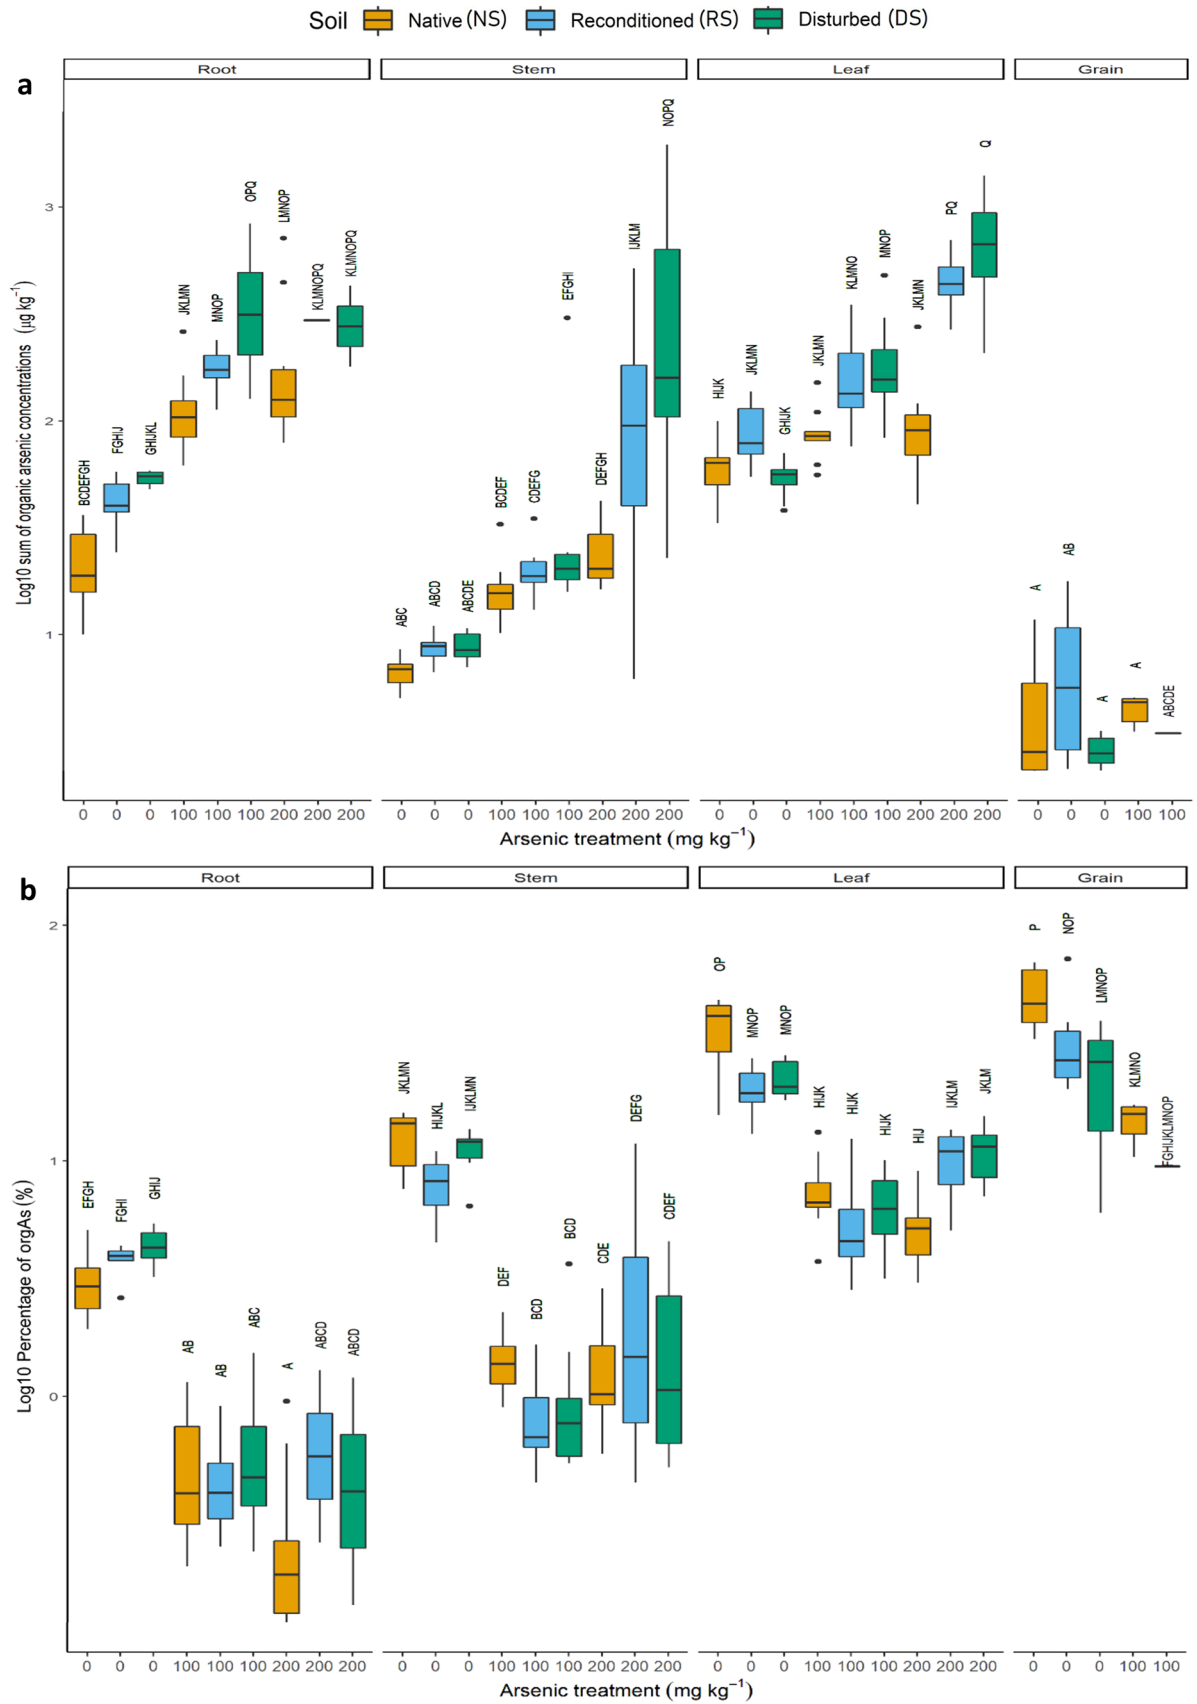 Soil Native (NS) Reconditioned (RS) Disturbed (DS)
a
Root Stem Leaf Grain
Log10 sum of organic arsenic concentrations (µg kg⁻¹)
3
2
1
BCDEFGH FGHIJ GHIJKL JKLMN MNOP OPQ LMNOP KLMNOPQ KLMNOPQ
ABC ABCD ABCDE BCDEF CDEFG EFGHI DEFGH IJKLM NOPQ
HIJK JKLMN GHIJK JKLMN KLMNO MNOP JKLMN PQ Q
A AB A A ABCDE
0 0 0 100 100 100 200 200 200 0 0 0 100 100 100 200 200 200 0 0 0 100 100 100 200 200 200 0 0 0 100 100
Arsenic treatment (mg kg⁻¹)
b
Root Stem Leaf Grain
Log10 Percentage of orgAs (%)
2
1
0
EFGH FGHI GHIJ AB AB ABC A ABCD ABCD
JKLMN HIJKL IJKLMN DEF BCD BCD CDE DEFG CDEF
OP MNOP MNOP HIJK HIJK HIJK HIJ IJKLM JKLM
P NOP LMNOP KLMNO FGHIJKLMNOP
0 0 0 100 100 100 200 200 200 0 0 0 100 100 100 200 200 200 0 0 0 100 100 100 200 200 200 0 0 0 100 100
Arsenic treatment (mg kg⁻¹)